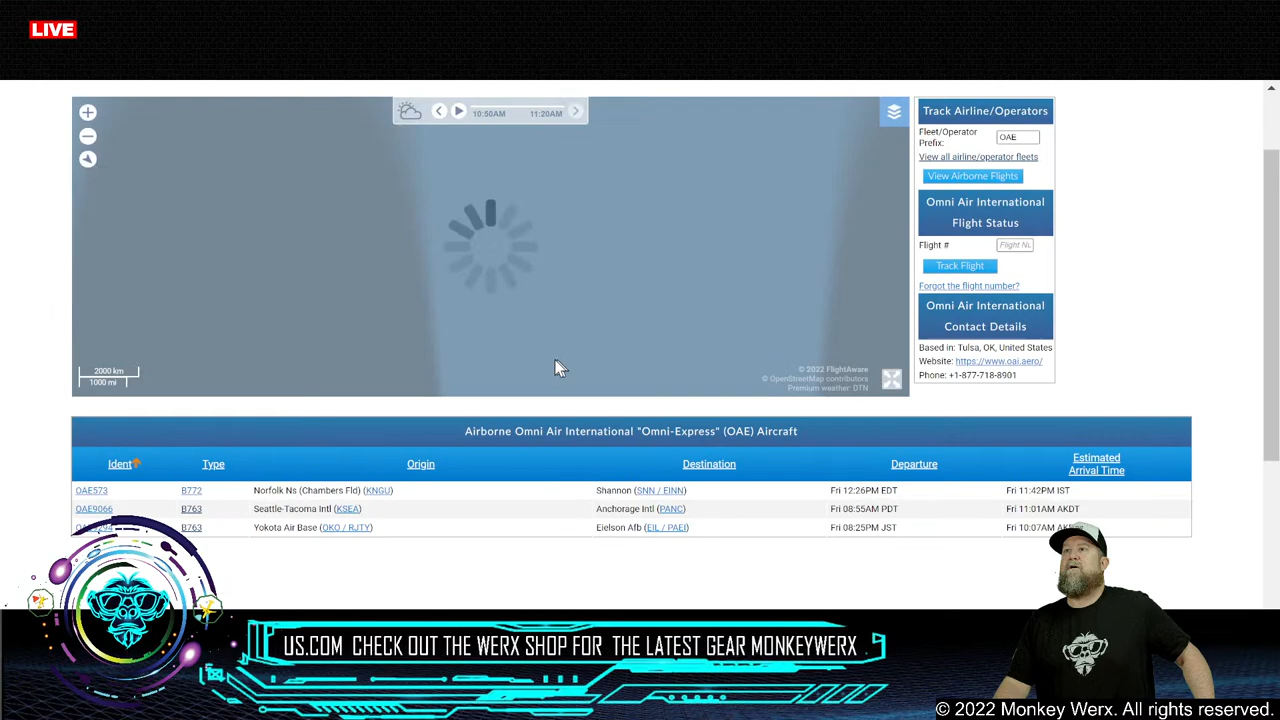 LIVE
10:50AM 11:20AM
2000 km
1000 mi
© 2022 FlightAware
© OpenStreetMap contributors
Premium weather: DTN
Track Airline/Operators
Fleet/Operator
Prefix: OAE
View all airline/operator fleets
View Airborne Flights
Omni Air International
Flight Status
Flight # Flight Nu
Track Flight
Forgot the flight number?
Omni Air International
Contact Details
Based in: Tulsa, OK, United States
Website: https://www.oai.aero/
Phone: +1-877-718-8901
Airborne Omni Air International "Omni-Express" (OAE) Aircraft
Ident Type Origin Destination Departure Estimated
Arrival Time
OAE573 B772 Norfolk Ns (Chambers Fld) (KNGU) Shannon (SNN / EINN) Fri 12:26PM EDT Fri 11:42PM IST
OAE9066 B763 Seattle-Tacoma Intl (KSEA) Anchorage Intl (PANC) Fri 08:55AM PDT Fri 11:01AM AKDT
B763 Yokota Air Base (OKO / RJTY) Eielson Afb (EIL / PAEI) Fri 08:25PM JST Fri 10:07AM
US.COM CHECK OUT THE WERX SHOP FOR THE LATEST GEAR MONKEYWERX
© 2022 Monkey Werx. All rights reserved.